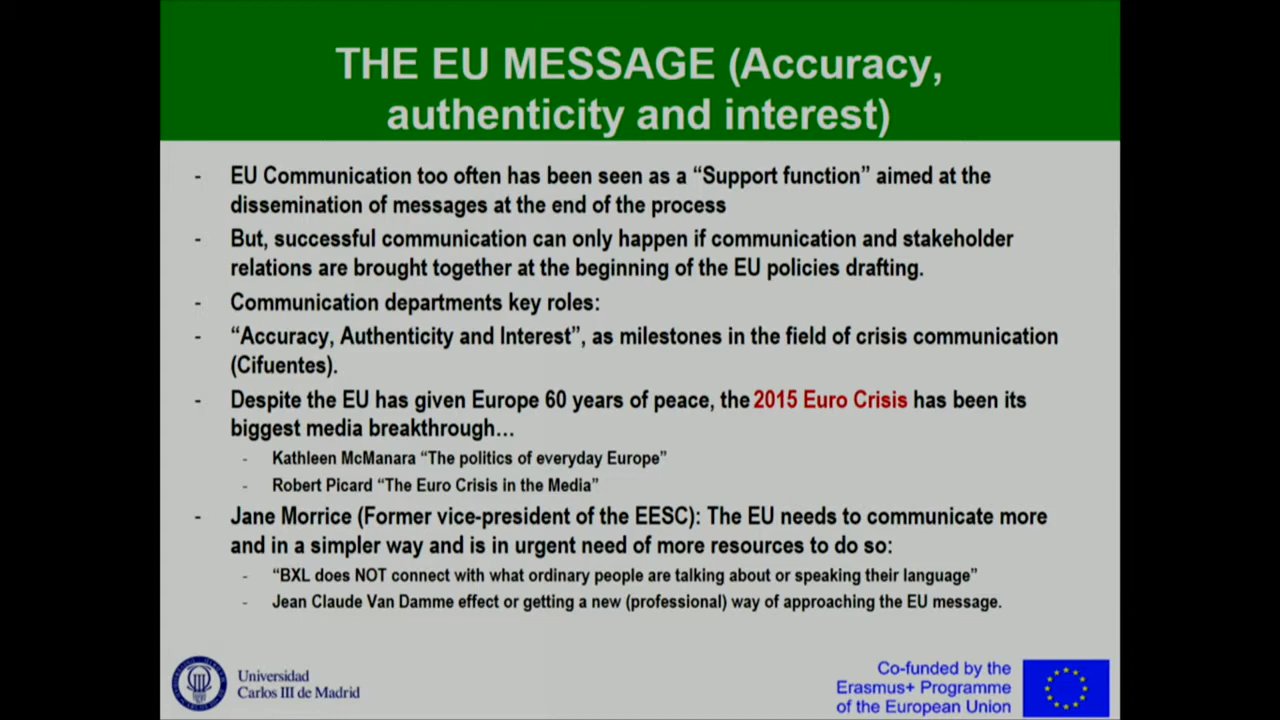 THE EU MESSAGE (Accuracy,
authenticity and interest)
- EU Communication too often has been seen as a “Support function” aimed at the
dissemination of messages at the end of the process
- But, successful communication can only happen if communication and stakeholder
relations are brought together at the beginning of the EU policies drafting.
- Communication departments key roles:
- “Accuracy, Authenticity and Interest”, as milestones in the field of crisis communication
(Cifuentes).
- Despite the EU has given Europe 60 years of peace, the 2015 Euro Crisis has been its
biggest media breakthrough…
- Kathleen McManara “The politics of everyday Europe”
- Robert Picard “The Euro Crisis in the Media”
- Jane Morrice (Former vice-president of the EESC): The EU needs to communicate more
and in a simpler way and is in urgent need of more resources to do so:
- “BXL does NOT connect with what ordinary people are talking about or speaking their language”
- Jean Claude Van Damme effect or getting a new (professional) way of approaching the EU message.
Universidad
Carlos III de Madrid
Co-funded by the
Erasmus+ Programme
of the European Union